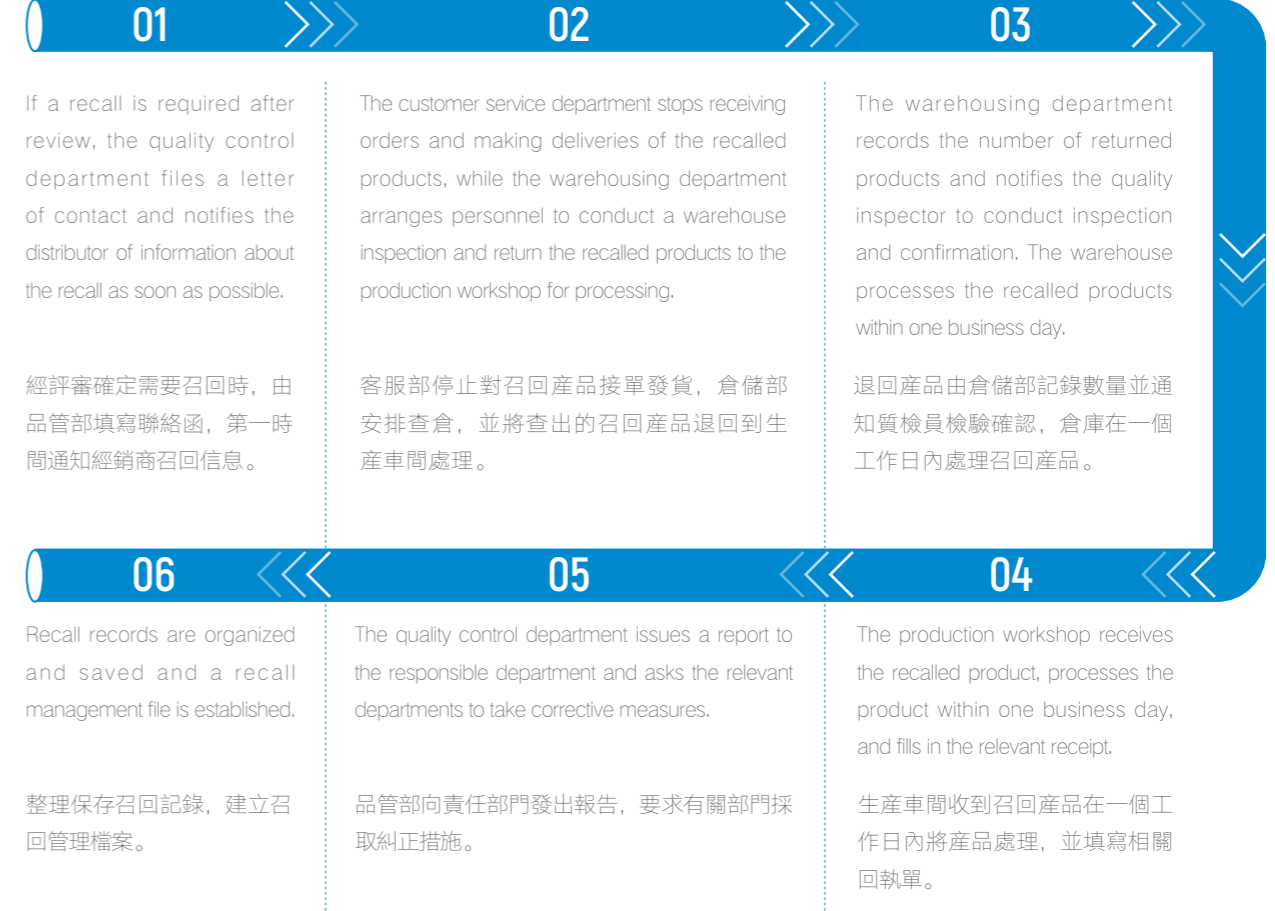 01
If a recall is required after
review, the quality control
department files a letter
of contact and notifies the
distributor of information about
the recall as soon as possible.
經評審確定需要召回時，由
品管部填寫聯絡函，第一時
間通知經銷商召回信息。
02
The customer service department stops receiving
orders and making deliveries of the recalled
products, while the warehousing department
arranges personnel to conduct a warehouse
inspection and return the recalled products to the
production workshop for processing.
客服部停止對召回産品接單發貨，倉儲部
安排查倉，並將查出的召回産品退回到生
産車間處理。
03
The warehousing department
records the number of returned
products and notifies the quality
inspector to conduct inspection
and confirmation. The warehouse
processes the recalled products
within one business day.
退回産品由倉儲部記錄數量並通
知質檢員檢驗確認，倉庫在一個
工作日內處理召回産品。
04
The production workshop receives
the recalled product, processes the
product within one business day,
and fills in the relevant receipt.
生産車間收到召回産品在一個工
作日內將産品處理，並填寫相關
回執單。
05
The quality control department issues a report to
the responsible department and asks the relevant
departments to take corrective measures.
品管部向責任部門發出報告，要求有關部門採
取糾正措施。
06
Recall records are organized
and saved and a recall
management file is established.
整理保存召回記錄，建立召
回管理檔案。